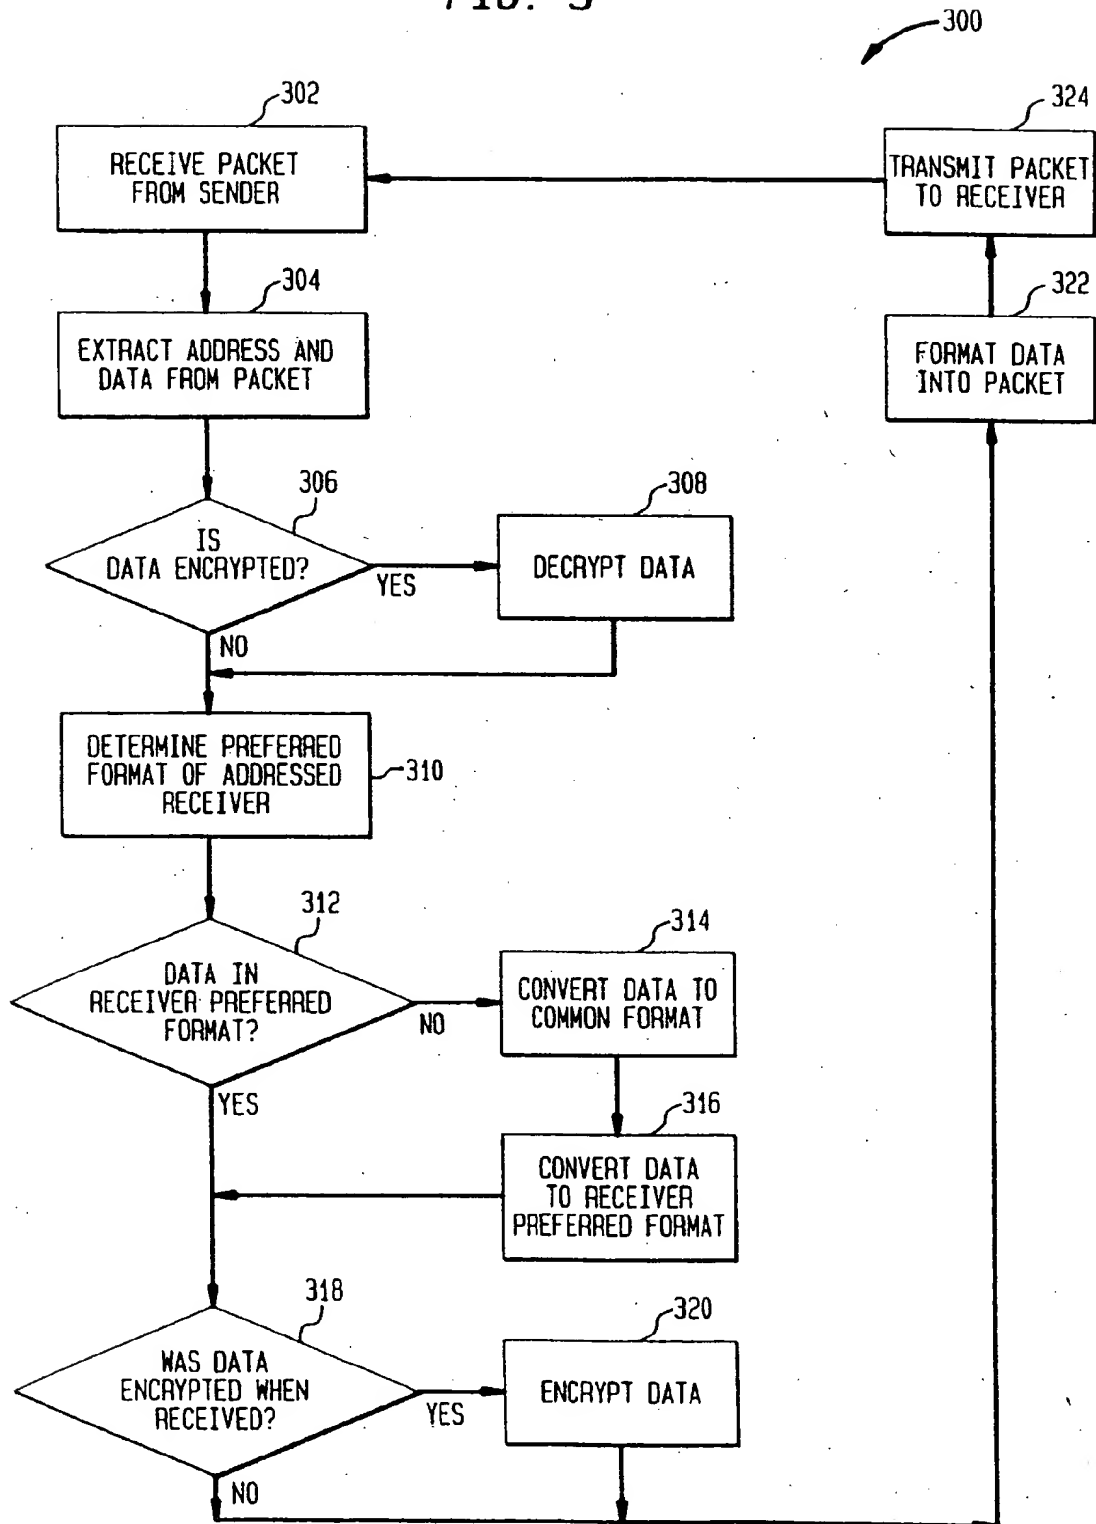 FIG. 3
300
302
RECEIVE PACKET
FROM SENDER
324
TRANSMIT PACKET
TO RECEIVER
304
EXTRACT ADDRESS AND
DATA FROM PACKET
322
FORMAT DATA
INTO PACKET
306
IS
DATA ENCRYPTED?
YES
NO
308
DECRYPT DATA
DETERMINE PREFERRED
FORMAT OF ADDRESSED
RECEIVER
310
312
DATA IN
RECEIVER PREFERRED
FORMAT?
NO
YES
314
CONVERT DATA TO
COMMON FORMAT
316
CONVERT DATA
TO RECEIVER
PREFERRED FORMAT
318
WAS DATA
ENCRYPTED WHEN
RECEIVED?
YES
NO
320
ENCRYPT DATA